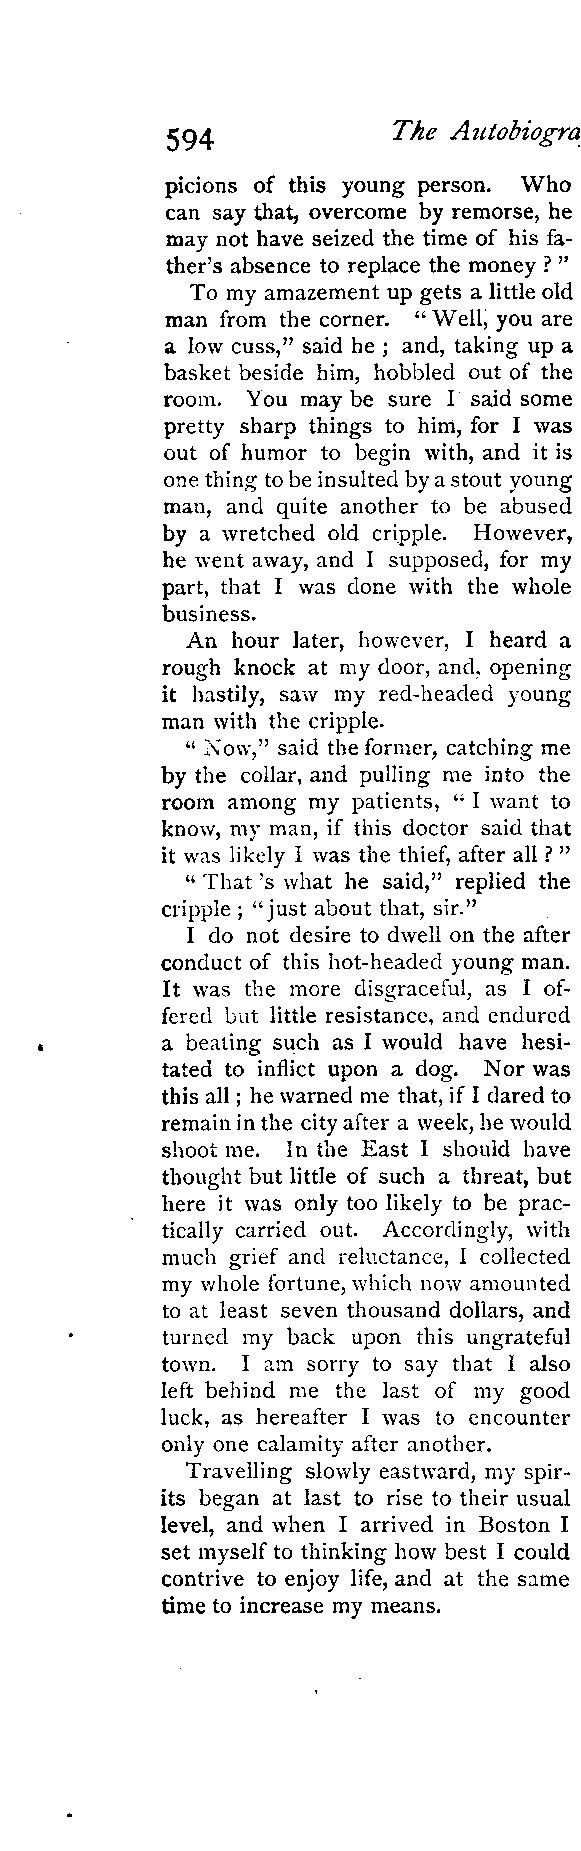 594
The Autobiogra
picions of this young person. Who
can say that, overcome by remorse, he
may not have seized the time of his fa-
ther's absence to replace the money ? "
To my amazement up gets a little old
man from the corner. " Well, you are
a low cuss," said he ; and, taking up a
basket beside him, hobbled out of the
room. You may be sure I said some
pretty sharp things to him, for I was
out of humor to begin with, and it is
one thing to be insulted by a stout young
man, and quite another to be abused
by a wretched old cripple. However,
he went away, and I supposed, for my
part, that I was done with the whole
business.
An hour later, however, I heard a
rough knock at my door, and, opening
it hastily, saw my red-headed young
man with the cripple.
" Now," said the former, catching me
by the collar, and pulling me into the
room among my patients, " I want to
know, my man, if this doctor said that
it was likely I was the thief, after all ? "
" That 's what he said," replied the
cripple ; "just about that, sir."
I do not desire to dwell on the after
conduct of this hot-headed young man.
It was the more disgraceful, as I of-
fered but little resistance, and endured
a beating such as I would have hesi-
tated to inflict upon a dog. Nor was
this all ; he warned me that, if I dared to
remain in the city after a week, he would
shoot me. In the East I should have
thought but little of such a threat, but
here it was only too likely to be prac-
tically carried out. Accordingly, with
much grief and reluctance, I collected
my whole fortune, which now amounted
to at least seven thousand dollars, and
turned my back upon this ungrateful
town. I am sorry to say that I also
left behind me the last of my good
luck, as hereafter I was to encounter
only one calamity after another.
Travelling slowly eastward, my spir-
its began at last to rise to their usual
level, and when I arrived in Boston I
set myself to thinking how best I could
contrive to enjoy life, and at the same
time to increase my means.